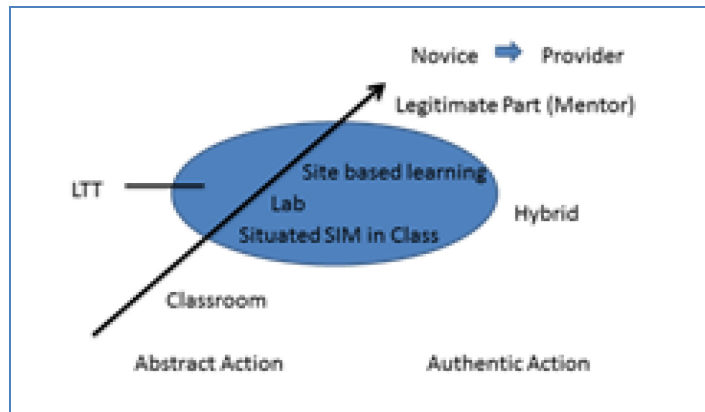 Novice Provider
Legitimate Part (Mentor)
Site based learning
LTT
Lab
Hybrid
Situated SIM in Class
Classroom
Abstract Action Authentic Action